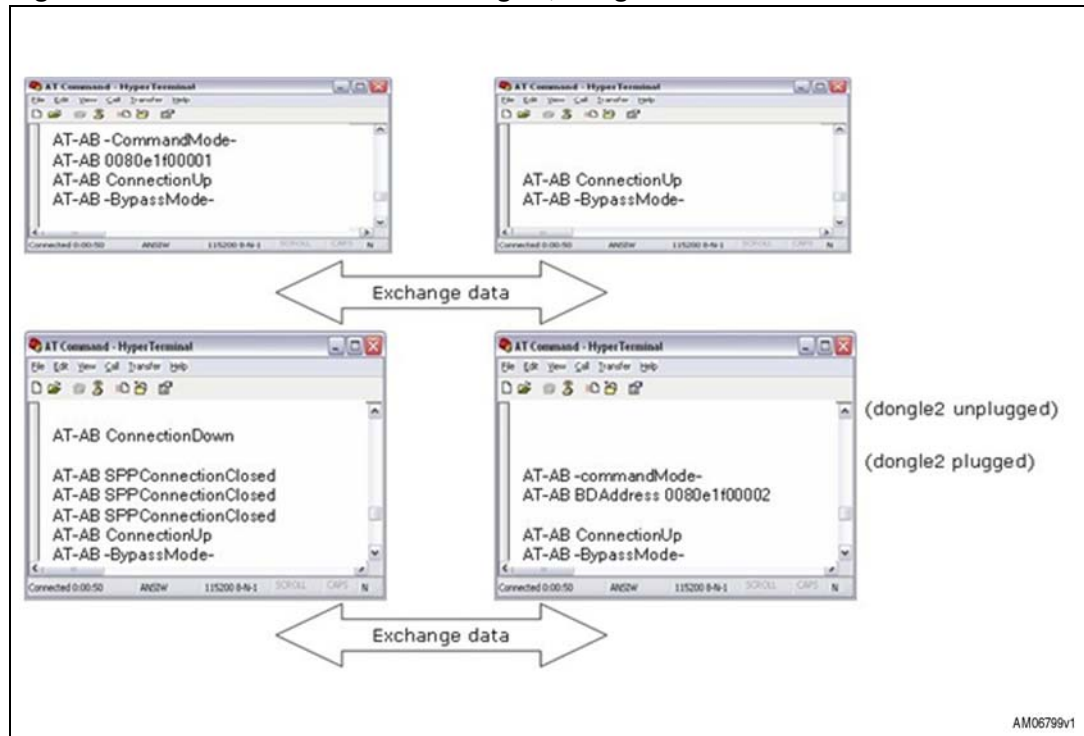 AT Command - HyperTerminal
File Edit View Call Transfer Help
AT-AB -CommandMode-
AT-AB 0080e1f00001
AT-AB ConnectionUp
AT-AB -BypassMode-
Connected 0:00:50 ANSIW 115200 8-N-1 SCROLL CAPS N
AT Command - HyperTerminal
File Edit View Call Transfer Help
AT-AB ConnectionUp
AT-AB -BypassMode-
Connected 0:00:50 ANSIW 115200 8-N-1 SCROLL CAPS N
Exchange data
AT Command - HyperTerminal
File Edit View Call Transfer Help
AT-AB ConnectionDown
AT-AB SPPConnectionClosed
AT-AB SPPConnectionClosed
AT-AB SPPConnectionClosed
AT-AB ConnectionUp
AT-AB -BypassMode-
Connected 0:00:50 ANSIW 115200 8-N-1 SCROLL CAPS N
AT Command - HyperTerminal
File Edit View Call Transfer Help
(dongle2 unplugged)
(dongle2 plugged)
AT-AB -commandMode-
AT-AB BDAddress 0080e1f00002
AT-AB ConnectionUp
AT-AB -BypassMode-
Connected 0:00:50 ANSIW 115200 8-N-1 SCROLL CAPS N
Exchange data
AM06799v1